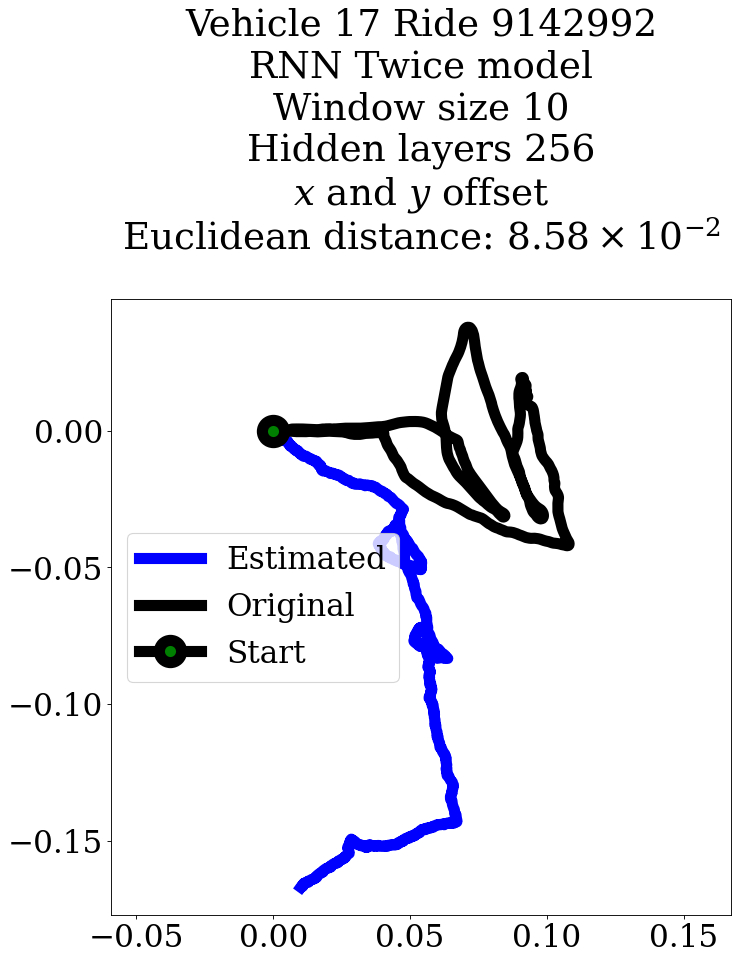 Vehicle 17 Ride 9142992
RNN Twice model
Window size 10
Hidden layers 256
x and y offset
Euclidean distance: 8.58 × 10⁻²
0.00
−0.05
−0.10
−0.15
Estimated
Original
Start
−0.05 0.00 0.05 0.10 0.15